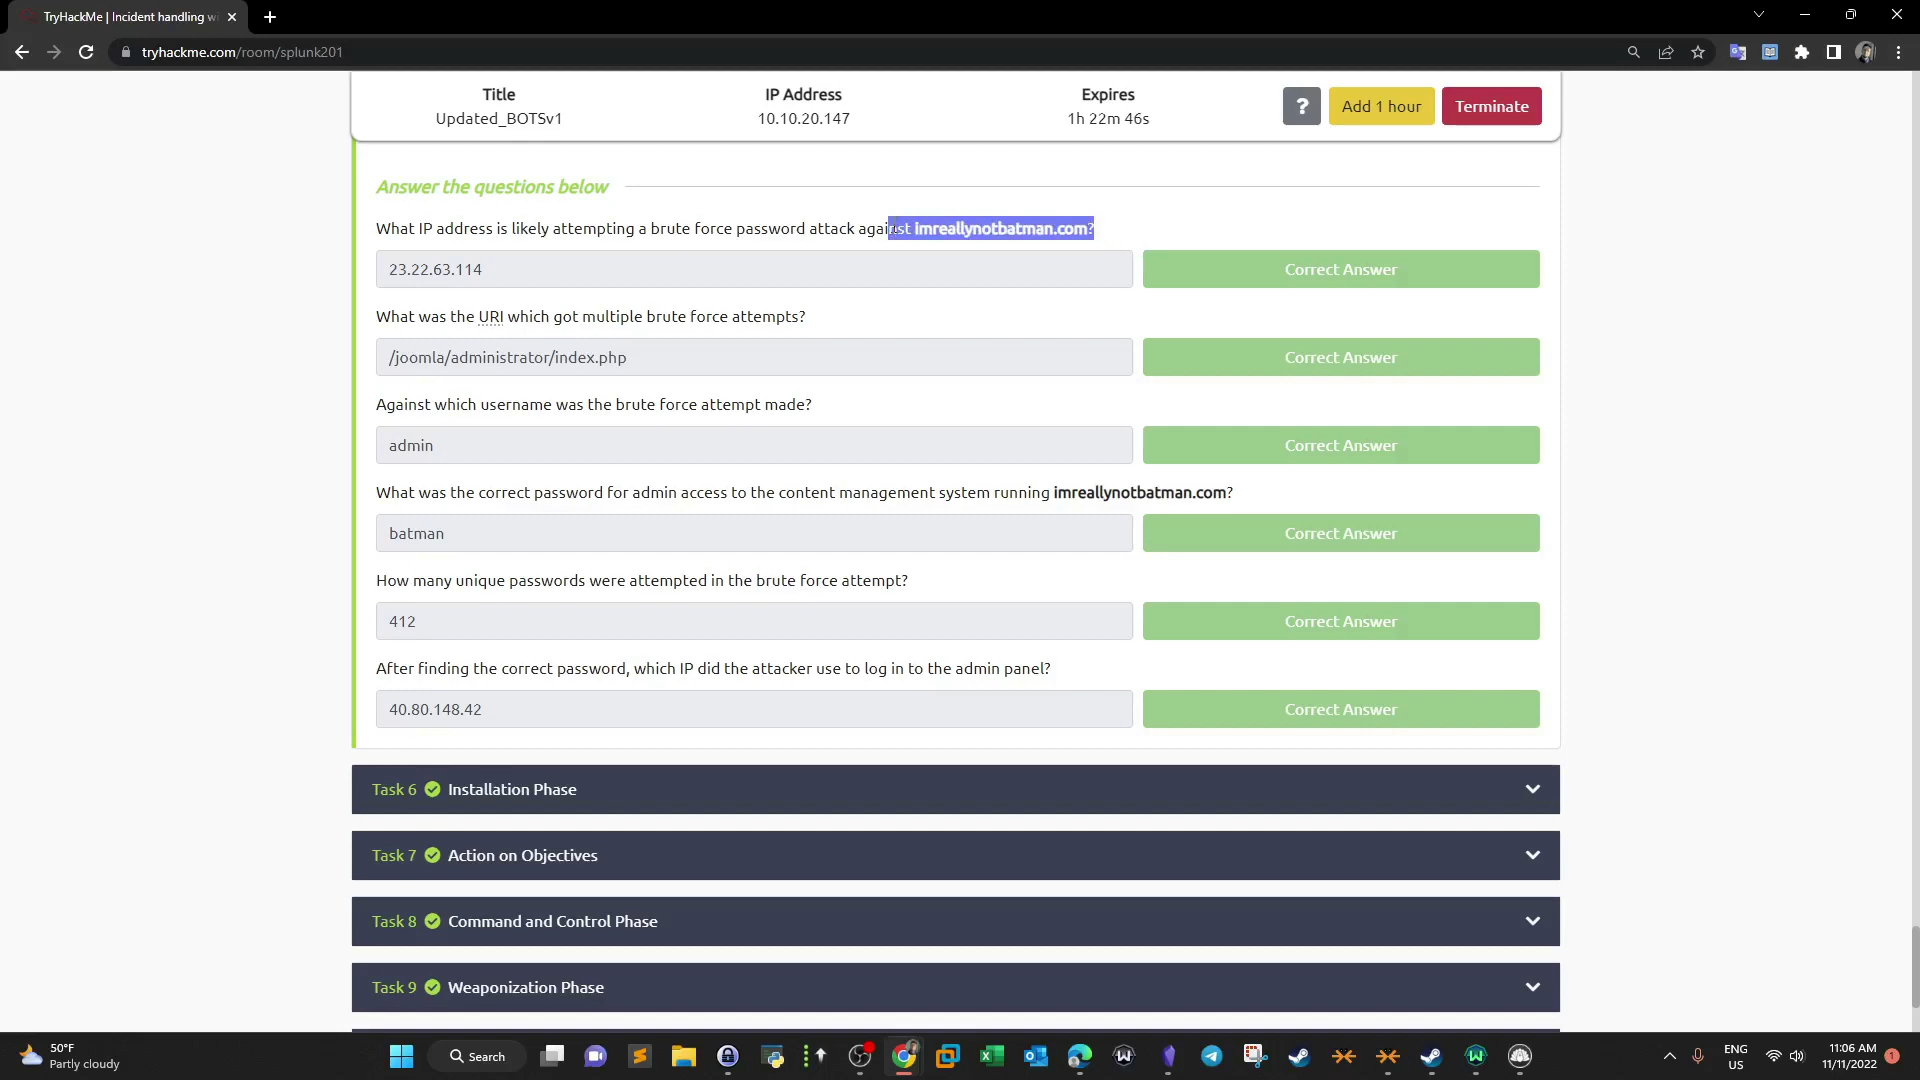 TryHackMe | Incident handling wi
tryhackme.com/room/splunk201
Title
Updated_BOTSv1
IP Address
10.10.20.147
Expires
1h 22m 46s
?
Add 1 hour
Terminate
Answer the questions below
What IP address is likely attempting a brute force password attack against imreallynotbatman.com?
23.22.63.114
Correct Answer
What was the URI which got multiple brute force attempts?
/joomla/administrator/index.php
Correct Answer
Against which username was the brute force attempt made?
admin
Correct Answer
What was the correct password for admin access to the content management system running imreallynotbatman.com?
batman
Correct Answer
How many unique passwords were attempted in the brute force attempt?
412
Correct Answer
After finding the correct password, which IP did the attacker use to log in to the admin panel?
40.80.148.42
Correct Answer
Task 6 Installation Phase
Task 7 Action on Objectives
Task 8 Command and Control Phase
Task 9 Weaponization Phase
50°F
Partly cloudy
Search
ENG
US
11:06 AM
11/11/2022
1